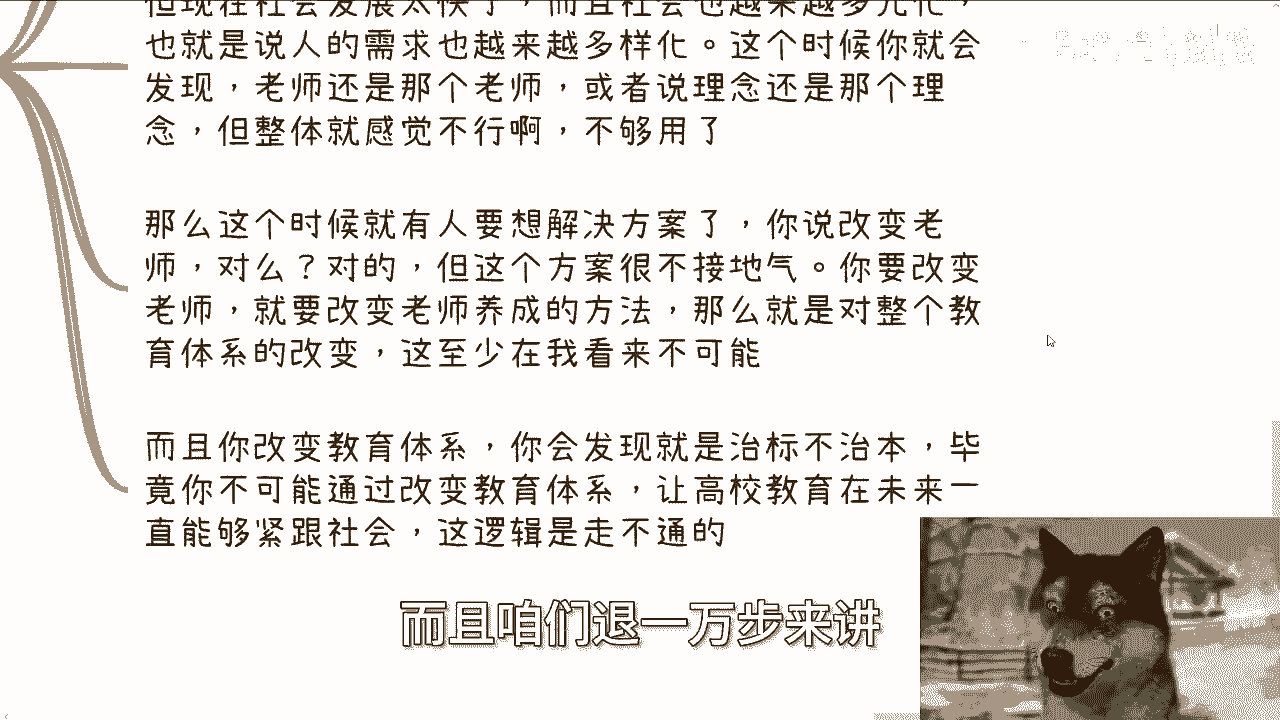 但现在社会发展太快了，而且社会也越来越多元化，
也就是说人的需求也越来越多样化。这个时候你就会
发现，老师还是那个老师，或者说理念还是那个理
念，但整体就感觉不行啊，不够用了
那么这个时候就有人要想解决方案了，你说改变老
师，对么？对的，但这个方案很不接地气。你要改变
老师，就要改变老师养成的方法，那么就是对整个教
育体系的改变，这至少在我看来不可能
而且你改变教育体系，你会发现就是治标不治本，毕
竟你不可能通过改变教育体系，让高校教育在未来一
直能够紧跟社会，这逻辑是走不通的
而且咱们退一万步来讲